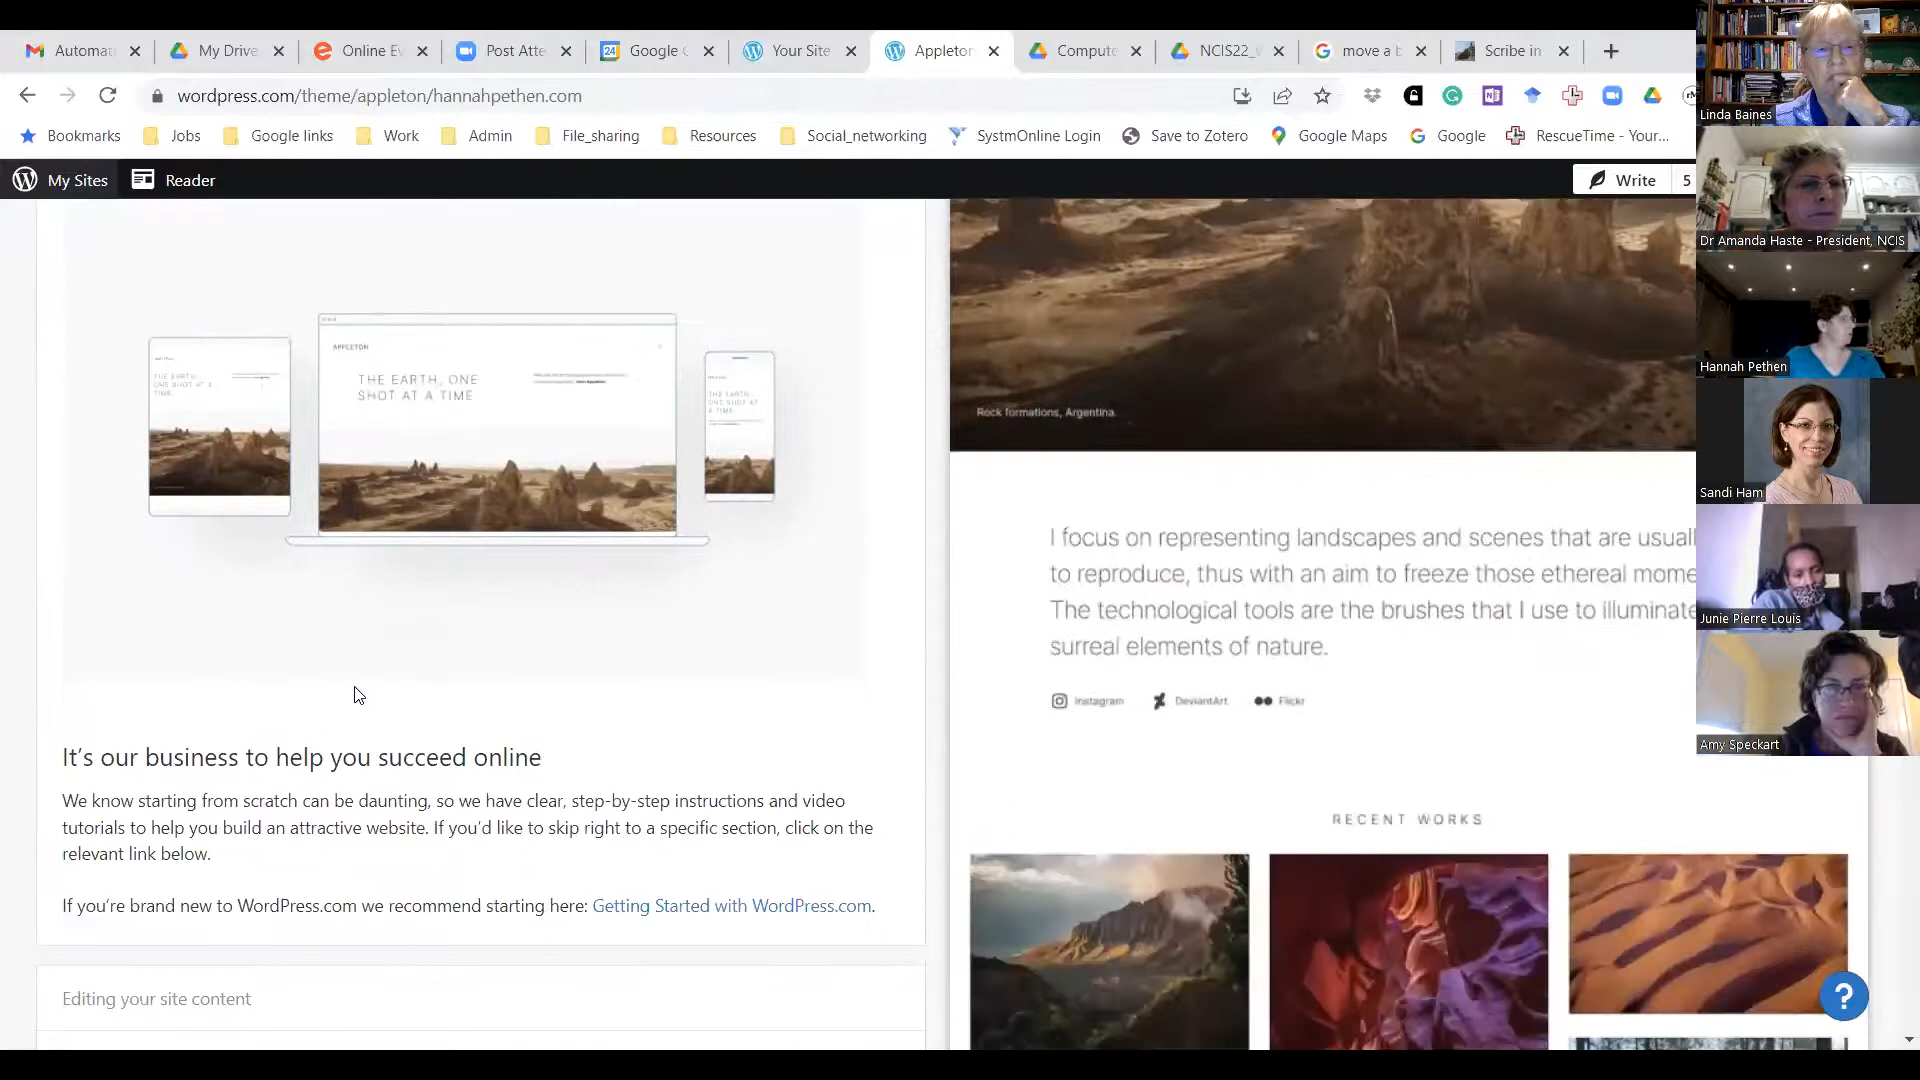 Automat
My Drive
Online Ev
Post Atte
Google C
Your Site
Appleton
Compute
NCIS22_v
move a b
Scribe in
wordpress.com/theme/appleton/hannahpethen.com
Bookmarks
Jobs
Google links
Work
Admin
File_sharing
Resources
Social_networking
SystmOnline Login
Save to Zotero
Google Maps
Google
RescueTime - Your...
My Sites
Reader
Write
5
APPLETON
THE EARTH, ONE
SHOT AT A TIME
THE EARTH,
ONE SHOT AT A
TIME
It’s our business to help you succeed online
We know starting from scratch can be daunting, so we have clear, step-by-step instructions and video
tutorials to help you build an attractive website. If you’d like to skip right to a specific section, click on the
relevant link below.
If you’re brand new to WordPress.com we recommend starting here: Getting Started with WordPress.com.
Editing your site content
Rock formations, Argentina.
I focus on representing landscapes and scenes that are usuall
to reproduce, thus with an aim to freeze those ethereal mome
The technological tools are the brushes that I use to illuminate
surreal elements of nature.
Instagram
DeviantArt
Flickr
RECENT WORKS
?
Linda Baines
Dr Amanda Haste - President, NCIS
Hannah Pethen
Sandi Ham
Junie Pierre Louis
Amy Speckart